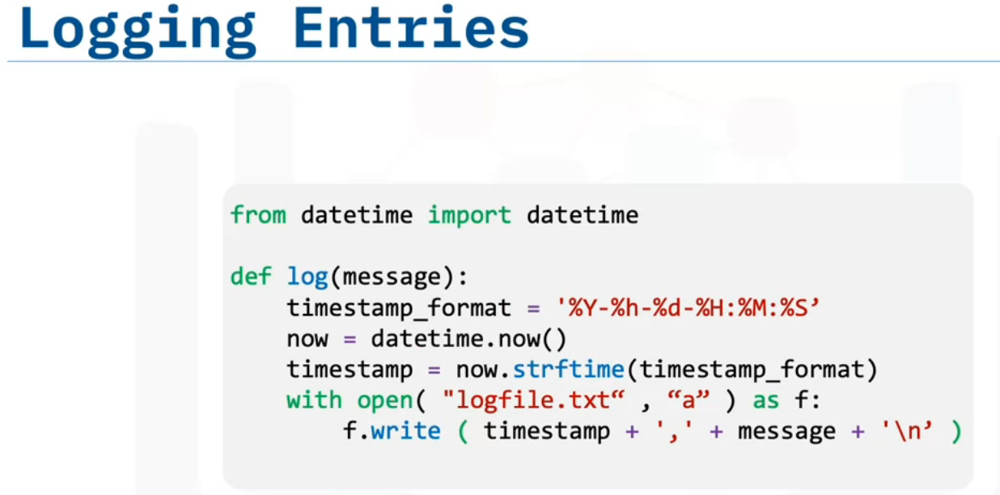 Logging Entries
from datetime import datetime
def log(message):
    timestamp_format = '%Y-%h-%d-%H:%M:%S’
    now = datetime.now()
    timestamp = now.strftime(timestamp_format)
    with open( "logfile.txt“ , “a” ) as f:
        f.write ( timestamp + ',' + message + '\n’ )